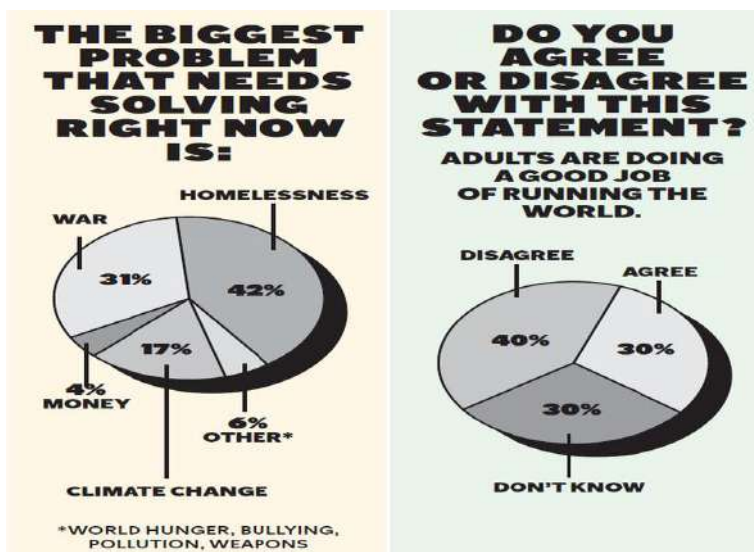 THE BIGGEST
PROBLEM
THAT NEEDS
SOLVING
RIGHT NOW
IS:
HOMELESSNESS
WAR
31%
42%
17%
4%
MONEY
6%
OTHER*
CLIMATE CHANGE
*WORLD HUNGER, BULLYING,
POLLUTION, WEAPONS
DO YOU
AGREE
OR DISAGREE
WITH THIS
STATEMENT?
ADULTS ARE DOING
A GOOD JOB
OF RUNNING THE
WORLD.
DISAGREE
AGREE
40%
30%
30%
DON'T KNOW